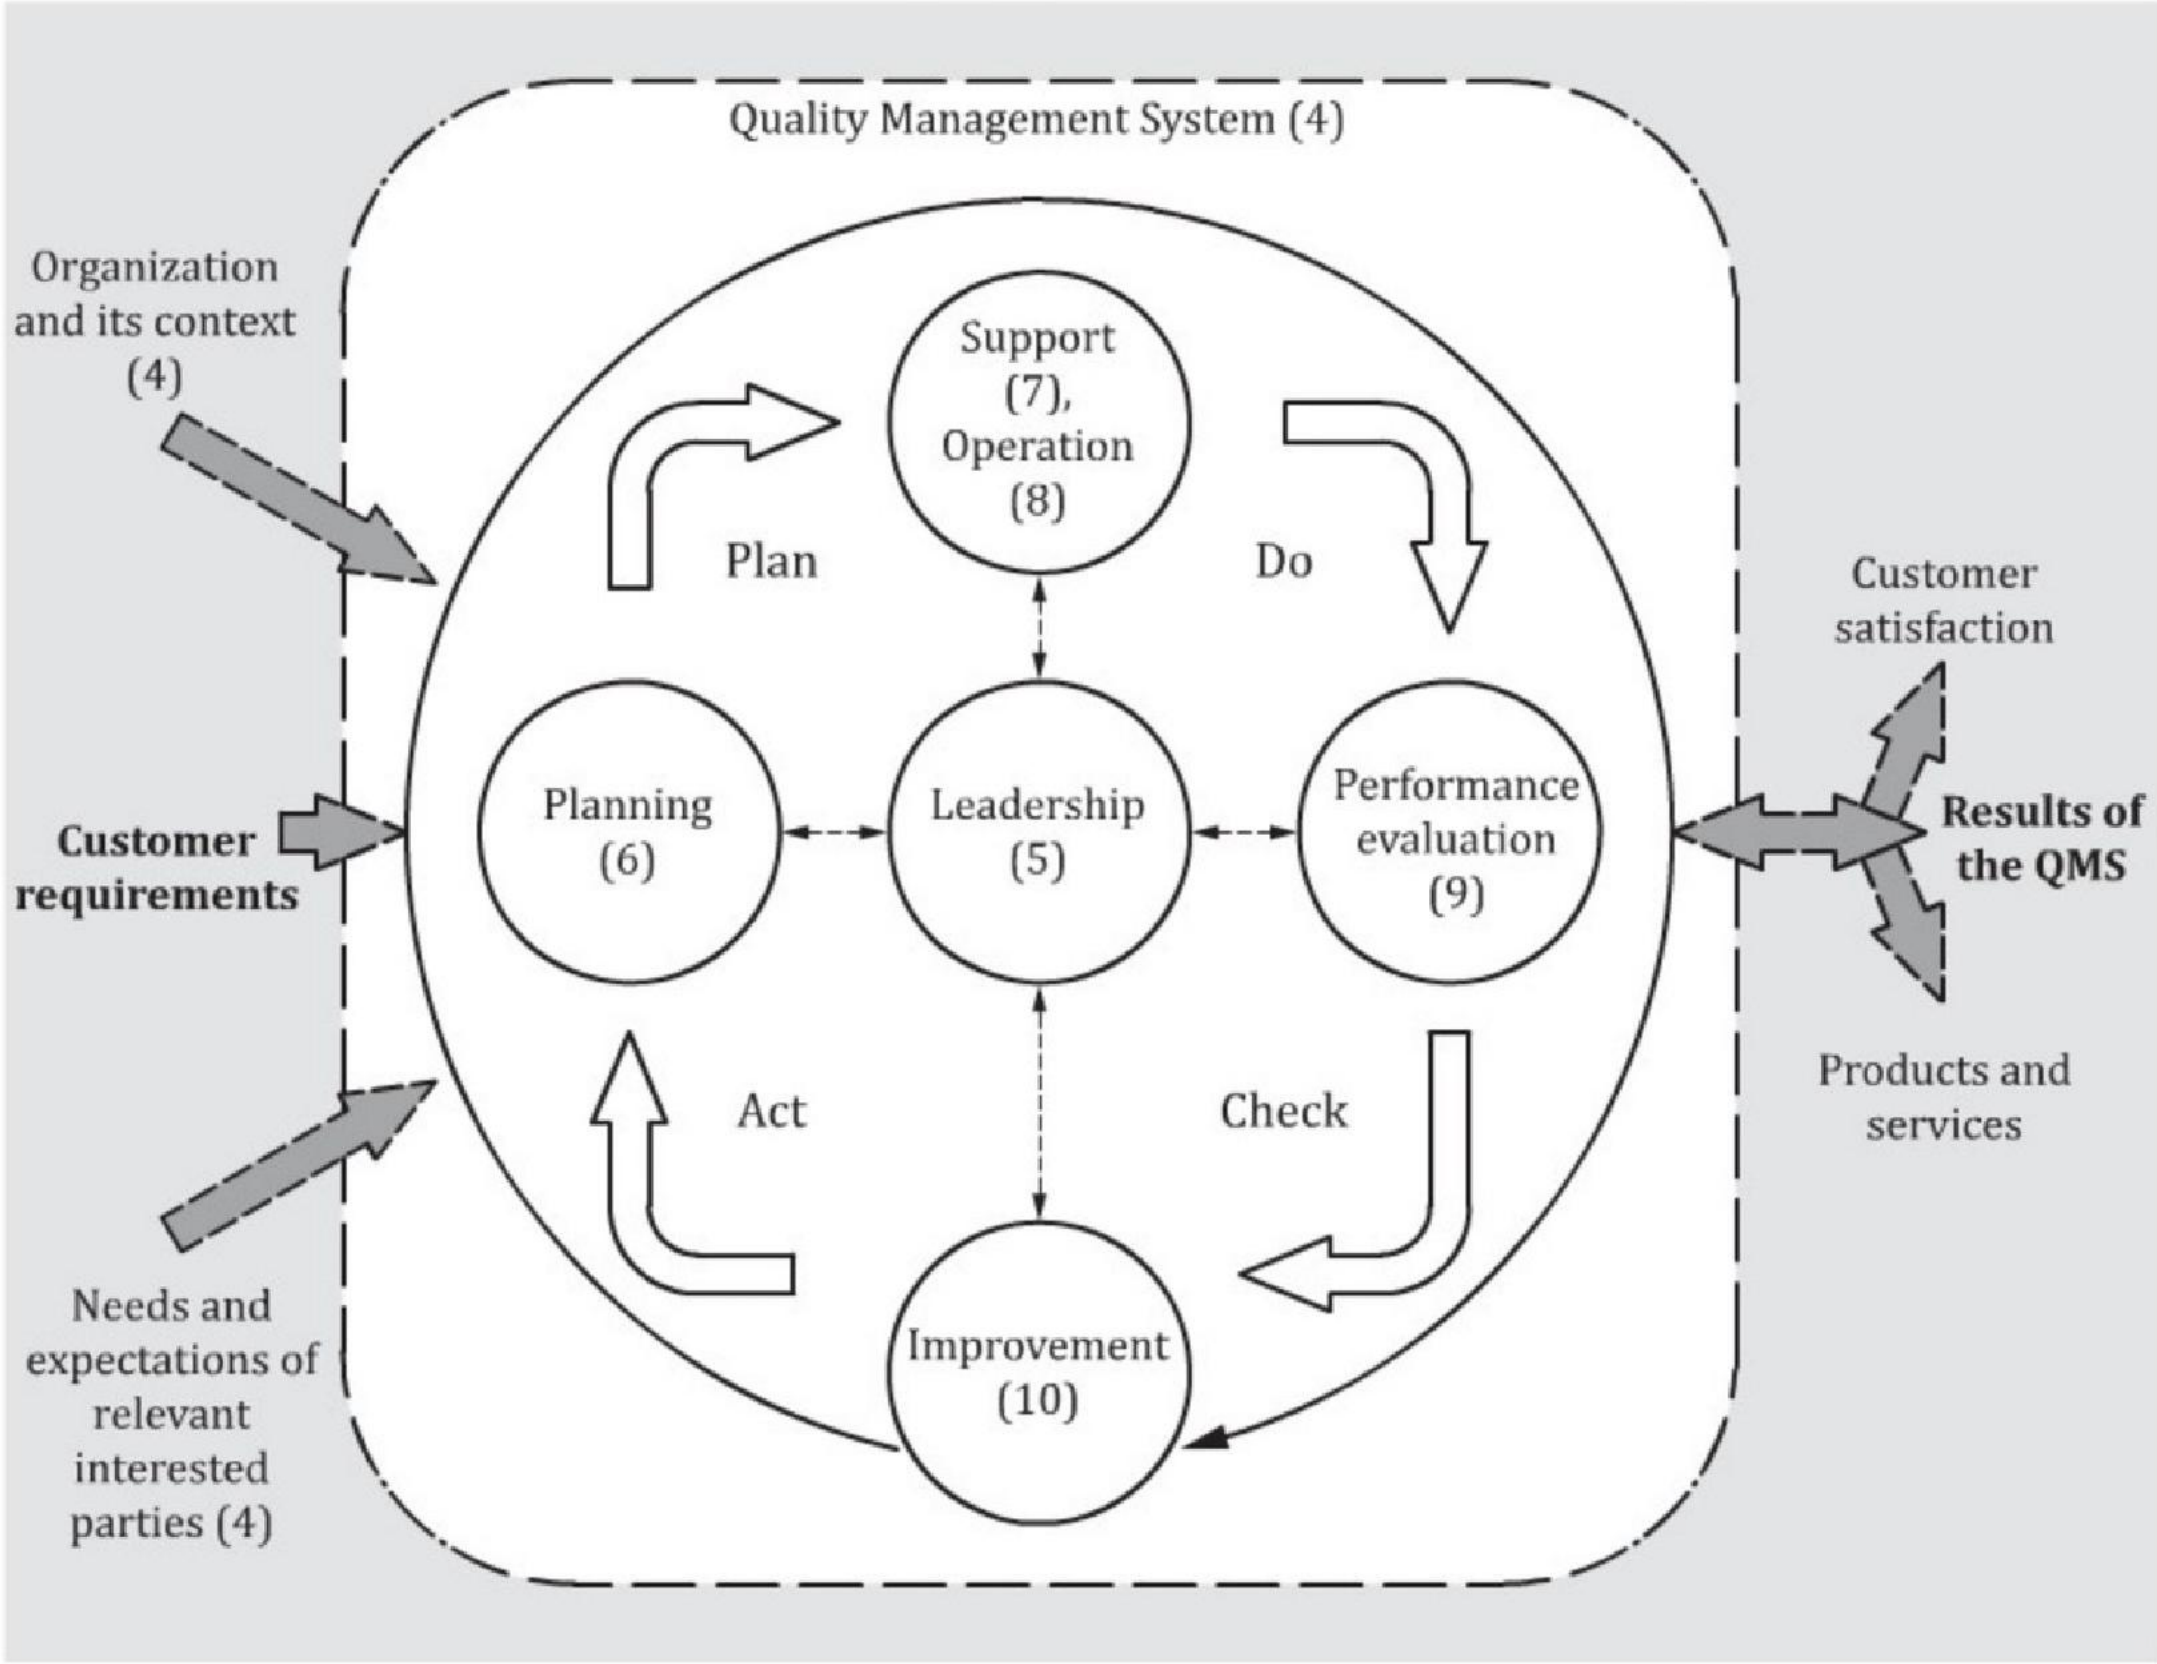 Quality Management System (4)
Organization
and its context
(4)
Support
(7),
Operation
(8)
Plan
Do
Customer
satisfaction
Customer
requirements
Planning
(6)
Leadership
(5)
Performance
evaluation
(9)
Results of
the QMS
Act
Check
Products and
services
Needs and
expectations of
relevant
interested
parties (4)
Improvement
(10)